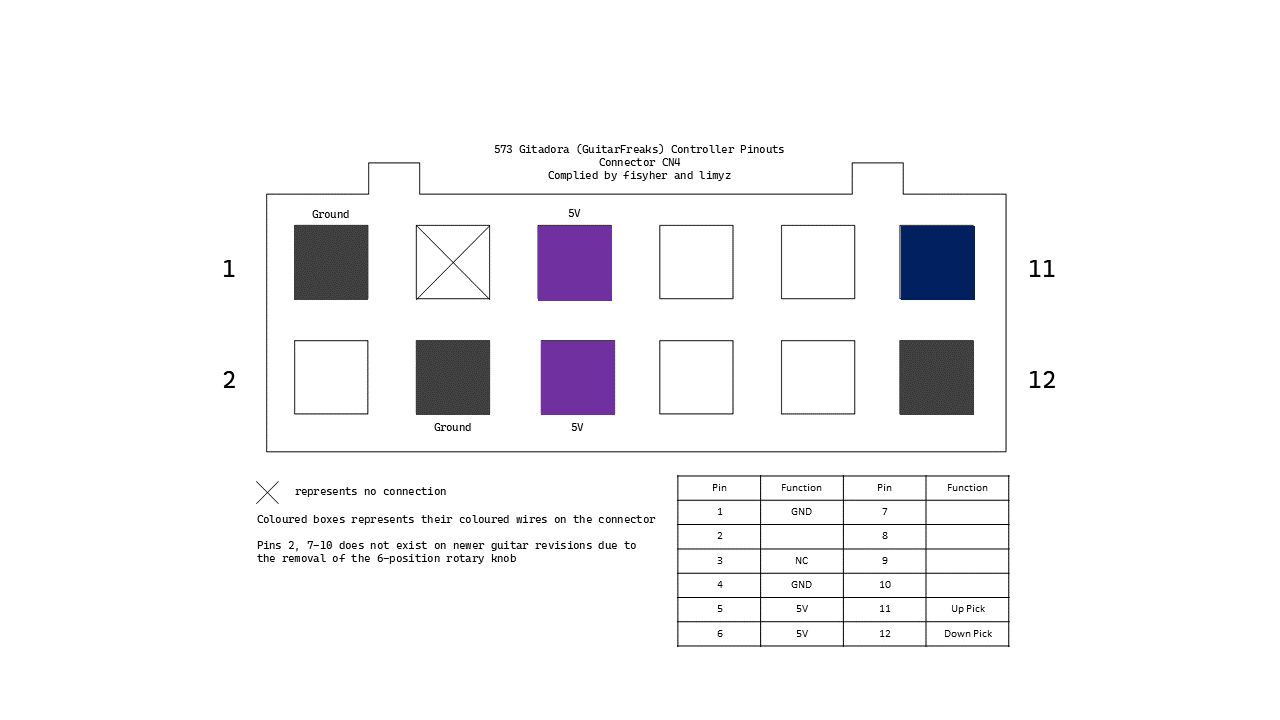 573 Gitadora (GuitarFreaks) Controller Pinouts
Connector CN4
Complied by fisyher and limyz
Ground
5V
1
11
2
12
Ground
5V
represents no connection
Coloured boxes represents their coloured wires on the connector
Pins 2, 7-10 does not exist on newer guitar revisions due to
the removal of the 6-position rotary knob
Pin Function Pin Function
1 GND 7
2 8
3 NC 9
4 GND 10
5 5V 11 Up Pick
6 5V 12 Down Pick